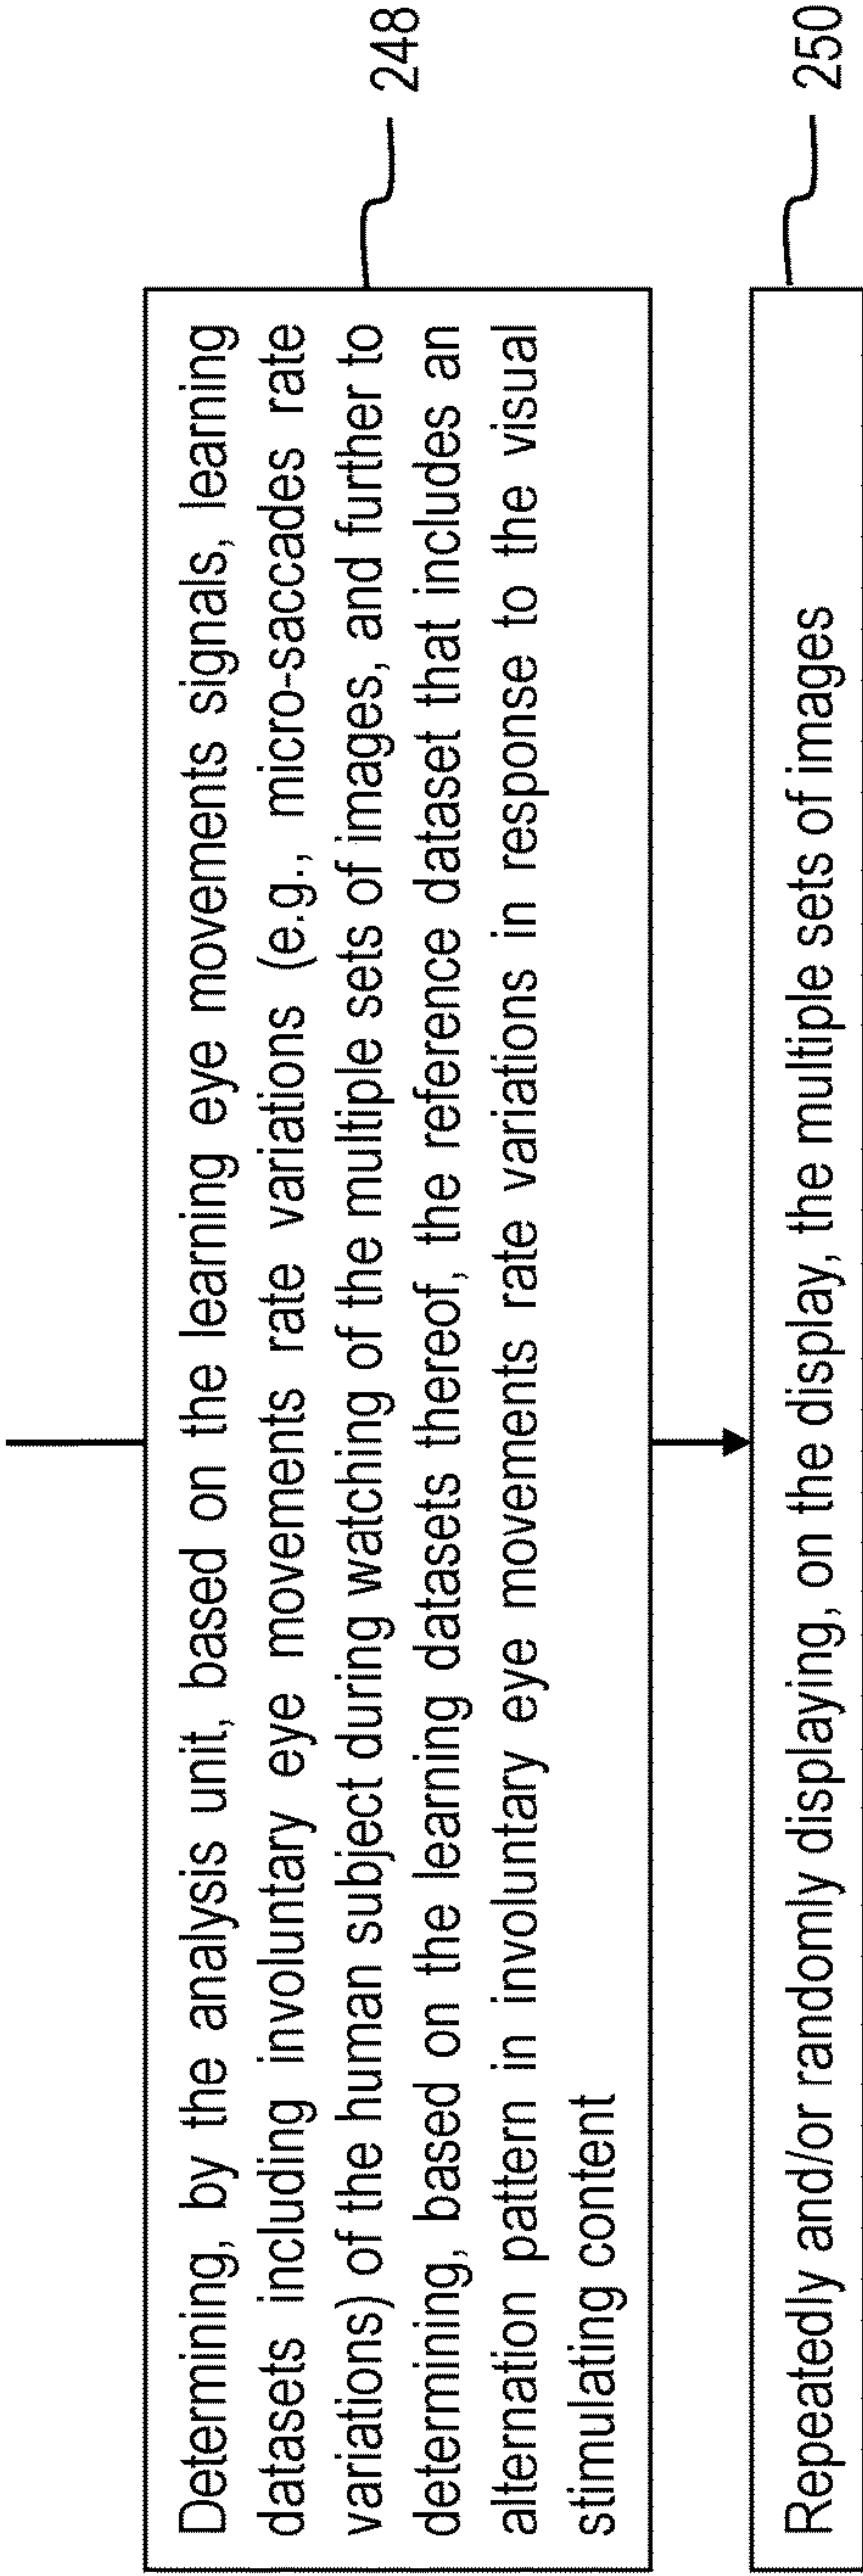 Determining, by the analysis unit, based on the learning eye movements signals, learning
datasets including involuntary eye movements rate variations (e.g., micro-saccades rate
variations) of the human subject during watching of the multiple sets of images, and further to
determining, based on the learning datasets thereof, the reference dataset that includes an
alternation pattern in involuntary eye movements rate variations in response to the visual
stimulating content
248
Repeatedly and/or randomly displaying, on the display, the multiple sets of images
250